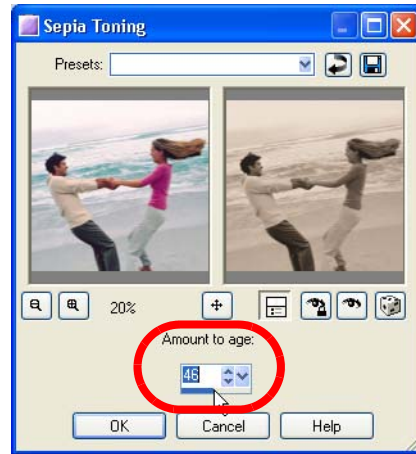 Sepia Toning
Presets:
20%
Amount to age:
46
OK Cancel Help